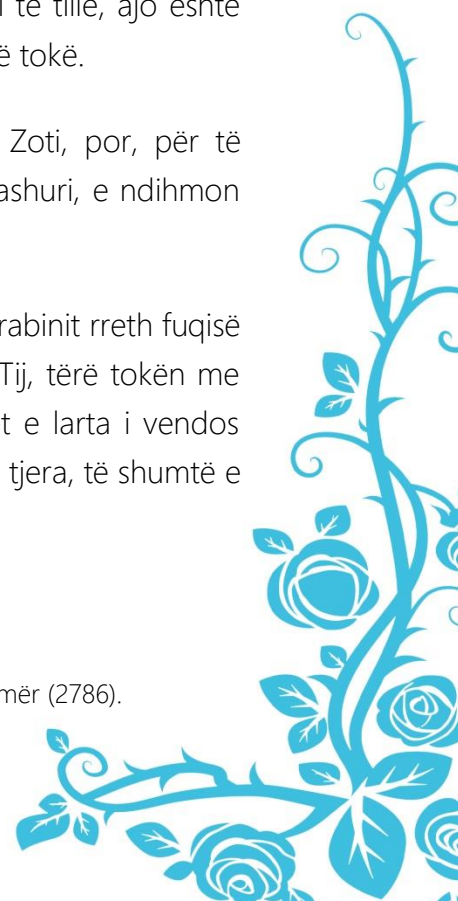 të tillë, ajo është
ë tokë.
Zoti, por, për të
ashuri, e ndihmon
rabinit rreth fuqisë
Tij, tërë tokën me
t e larta i vendos
tjera, të shumtë e
mër (2786).